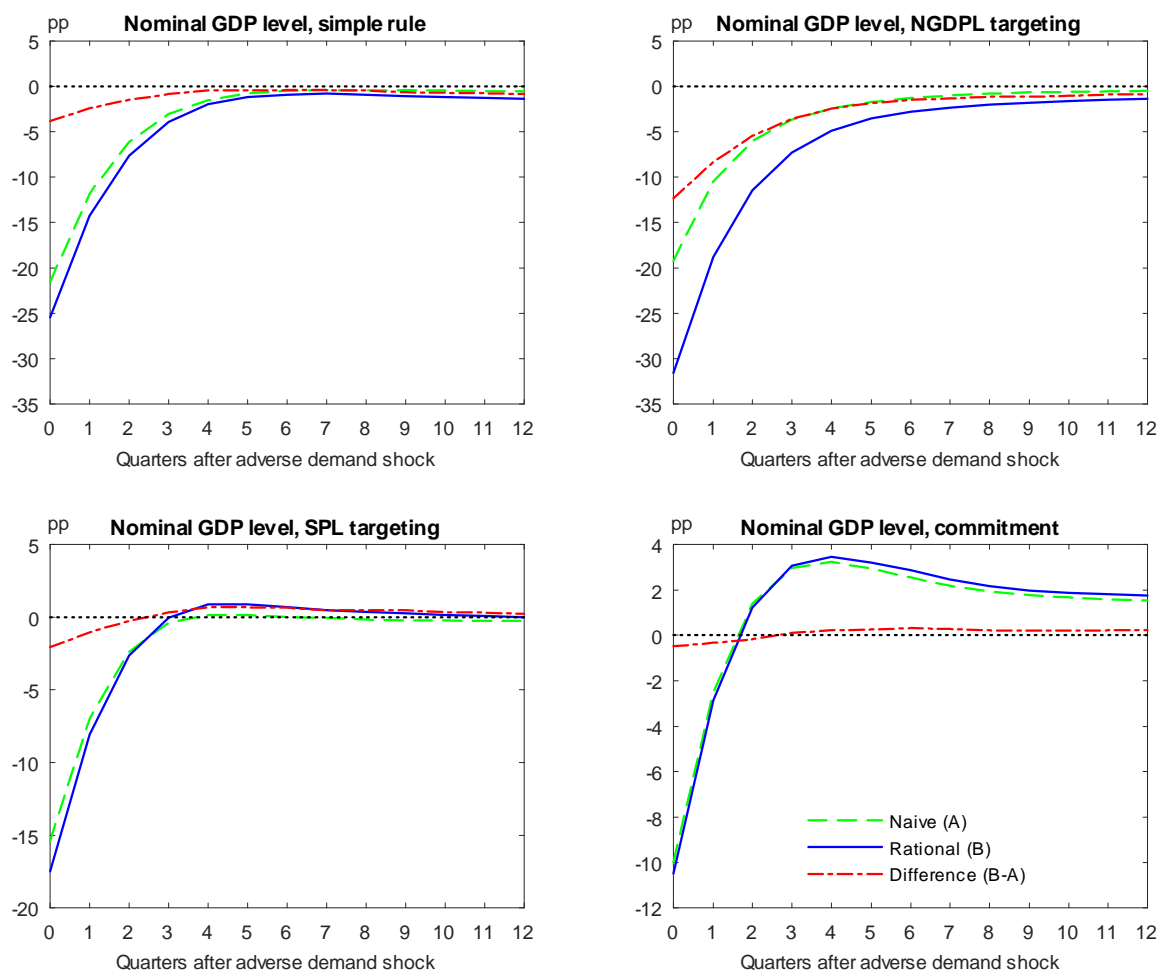 pp
Nominal GDP level, simple rule
5
0
-5
-10
-15
-20
-25
-30
-35
0 1 2 3 4 5 6 7 8 9 10 11 12
Quarters after adverse demand shock
pp
Nominal GDP level, NGDPL targeting
5
0
-5
-10
-15
-20
-25
-30
-35
0 1 2 3 4 5 6 7 8 9 10 11 12
Quarters after adverse demand shock
pp
Nominal GDP level, SPL targeting
5
0
-5
-10
-15
-20
0 1 2 3 4 5 6 7 8 9 10 11 12
Quarters after adverse demand shock
pp
Nominal GDP level, commitment
4
2
0
-2
-4
-6
-8
-10
-12
Naive (A)
Rational (B)
Difference (B-A)
0 1 2 3 4 5 6 7 8 9 10 11 12
Quarters after adverse demand shock